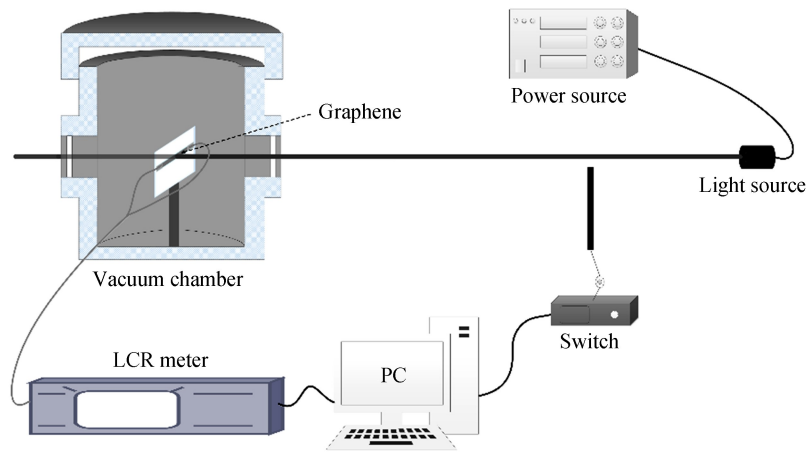 Power source
Graphene
Light source
Vacuum chamber
Switch
LCR meter
PC